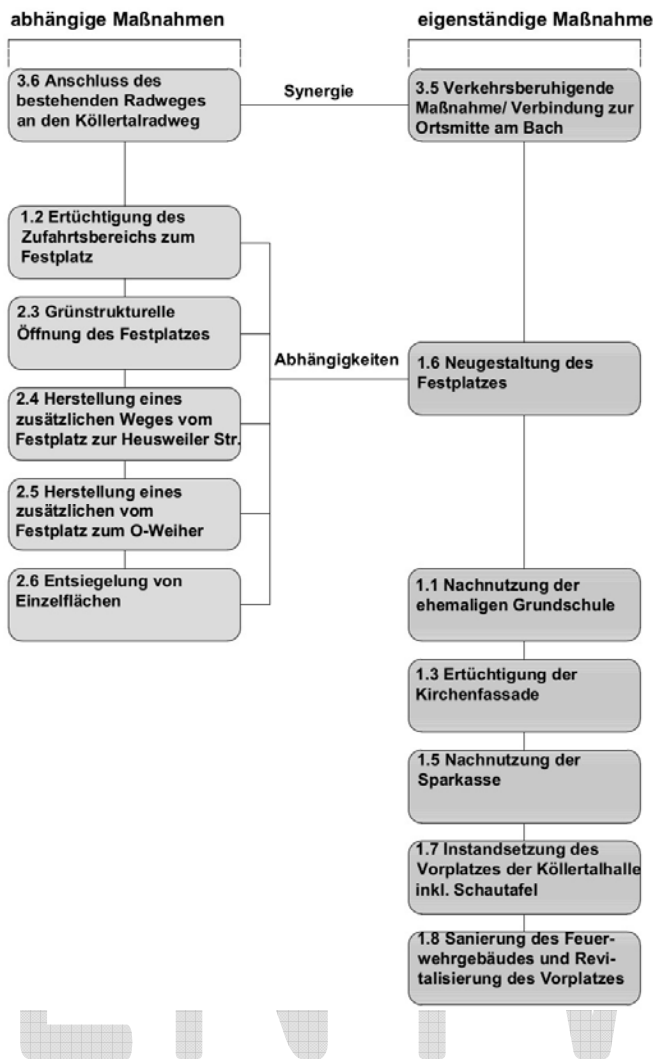 abhängige Maßnahmen
eigenständige Maßnahme
3.6 Anschluss des
bestehenden Radweges
an den Köllertalradweg
Synergie
3.5 Verkehrsberuhigende
Maßnahme/ Verbindung zur
Ortsmitte am Bach
1.2 Ertüchtigung des
Zufahrtsbereichs zum
Festplatz
2.3 Grünstrukturelle
Öffnung des Festplatzes
2.4 Herstellung eines
zusätzlichen Weges vom
Festplatz zur Heusweiler Str.
2.5 Herstellung eines
zusätzlichen vom
Festplatz zum O-Weiher
2.6 Entsiegelung von
Einzelflächen
Abhängigkeiten
1.6 Neugestaltung des
Festplatzes
1.1 Nachnutzung der
ehemaligen Grundschule
1.3 Ertüchtigung der
Kirchenfassade
1.5 Nachnutzung der
Sparkasse
1.7 Instandsetzung des
Vorplatzes der Köllertalhalle
inkl. Schautafel
1.8 Sanierung des Feuer-
wehrgebäudes und Revi-
talisierung des Vorplatzes